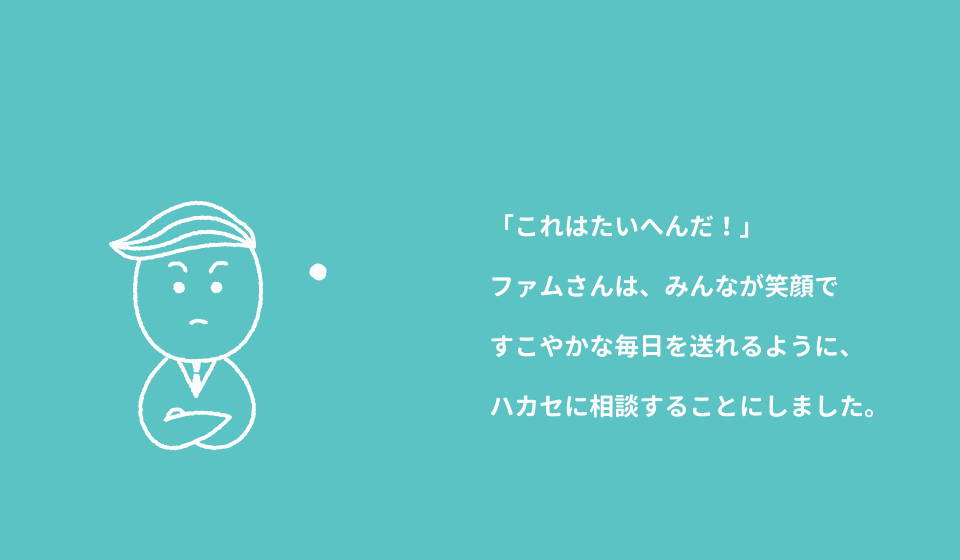 「これはたいへんだ！」
ファムさんは、みんなが笑顔で
すこやかな毎日を送れるように、
ハカセに相談することにしました。